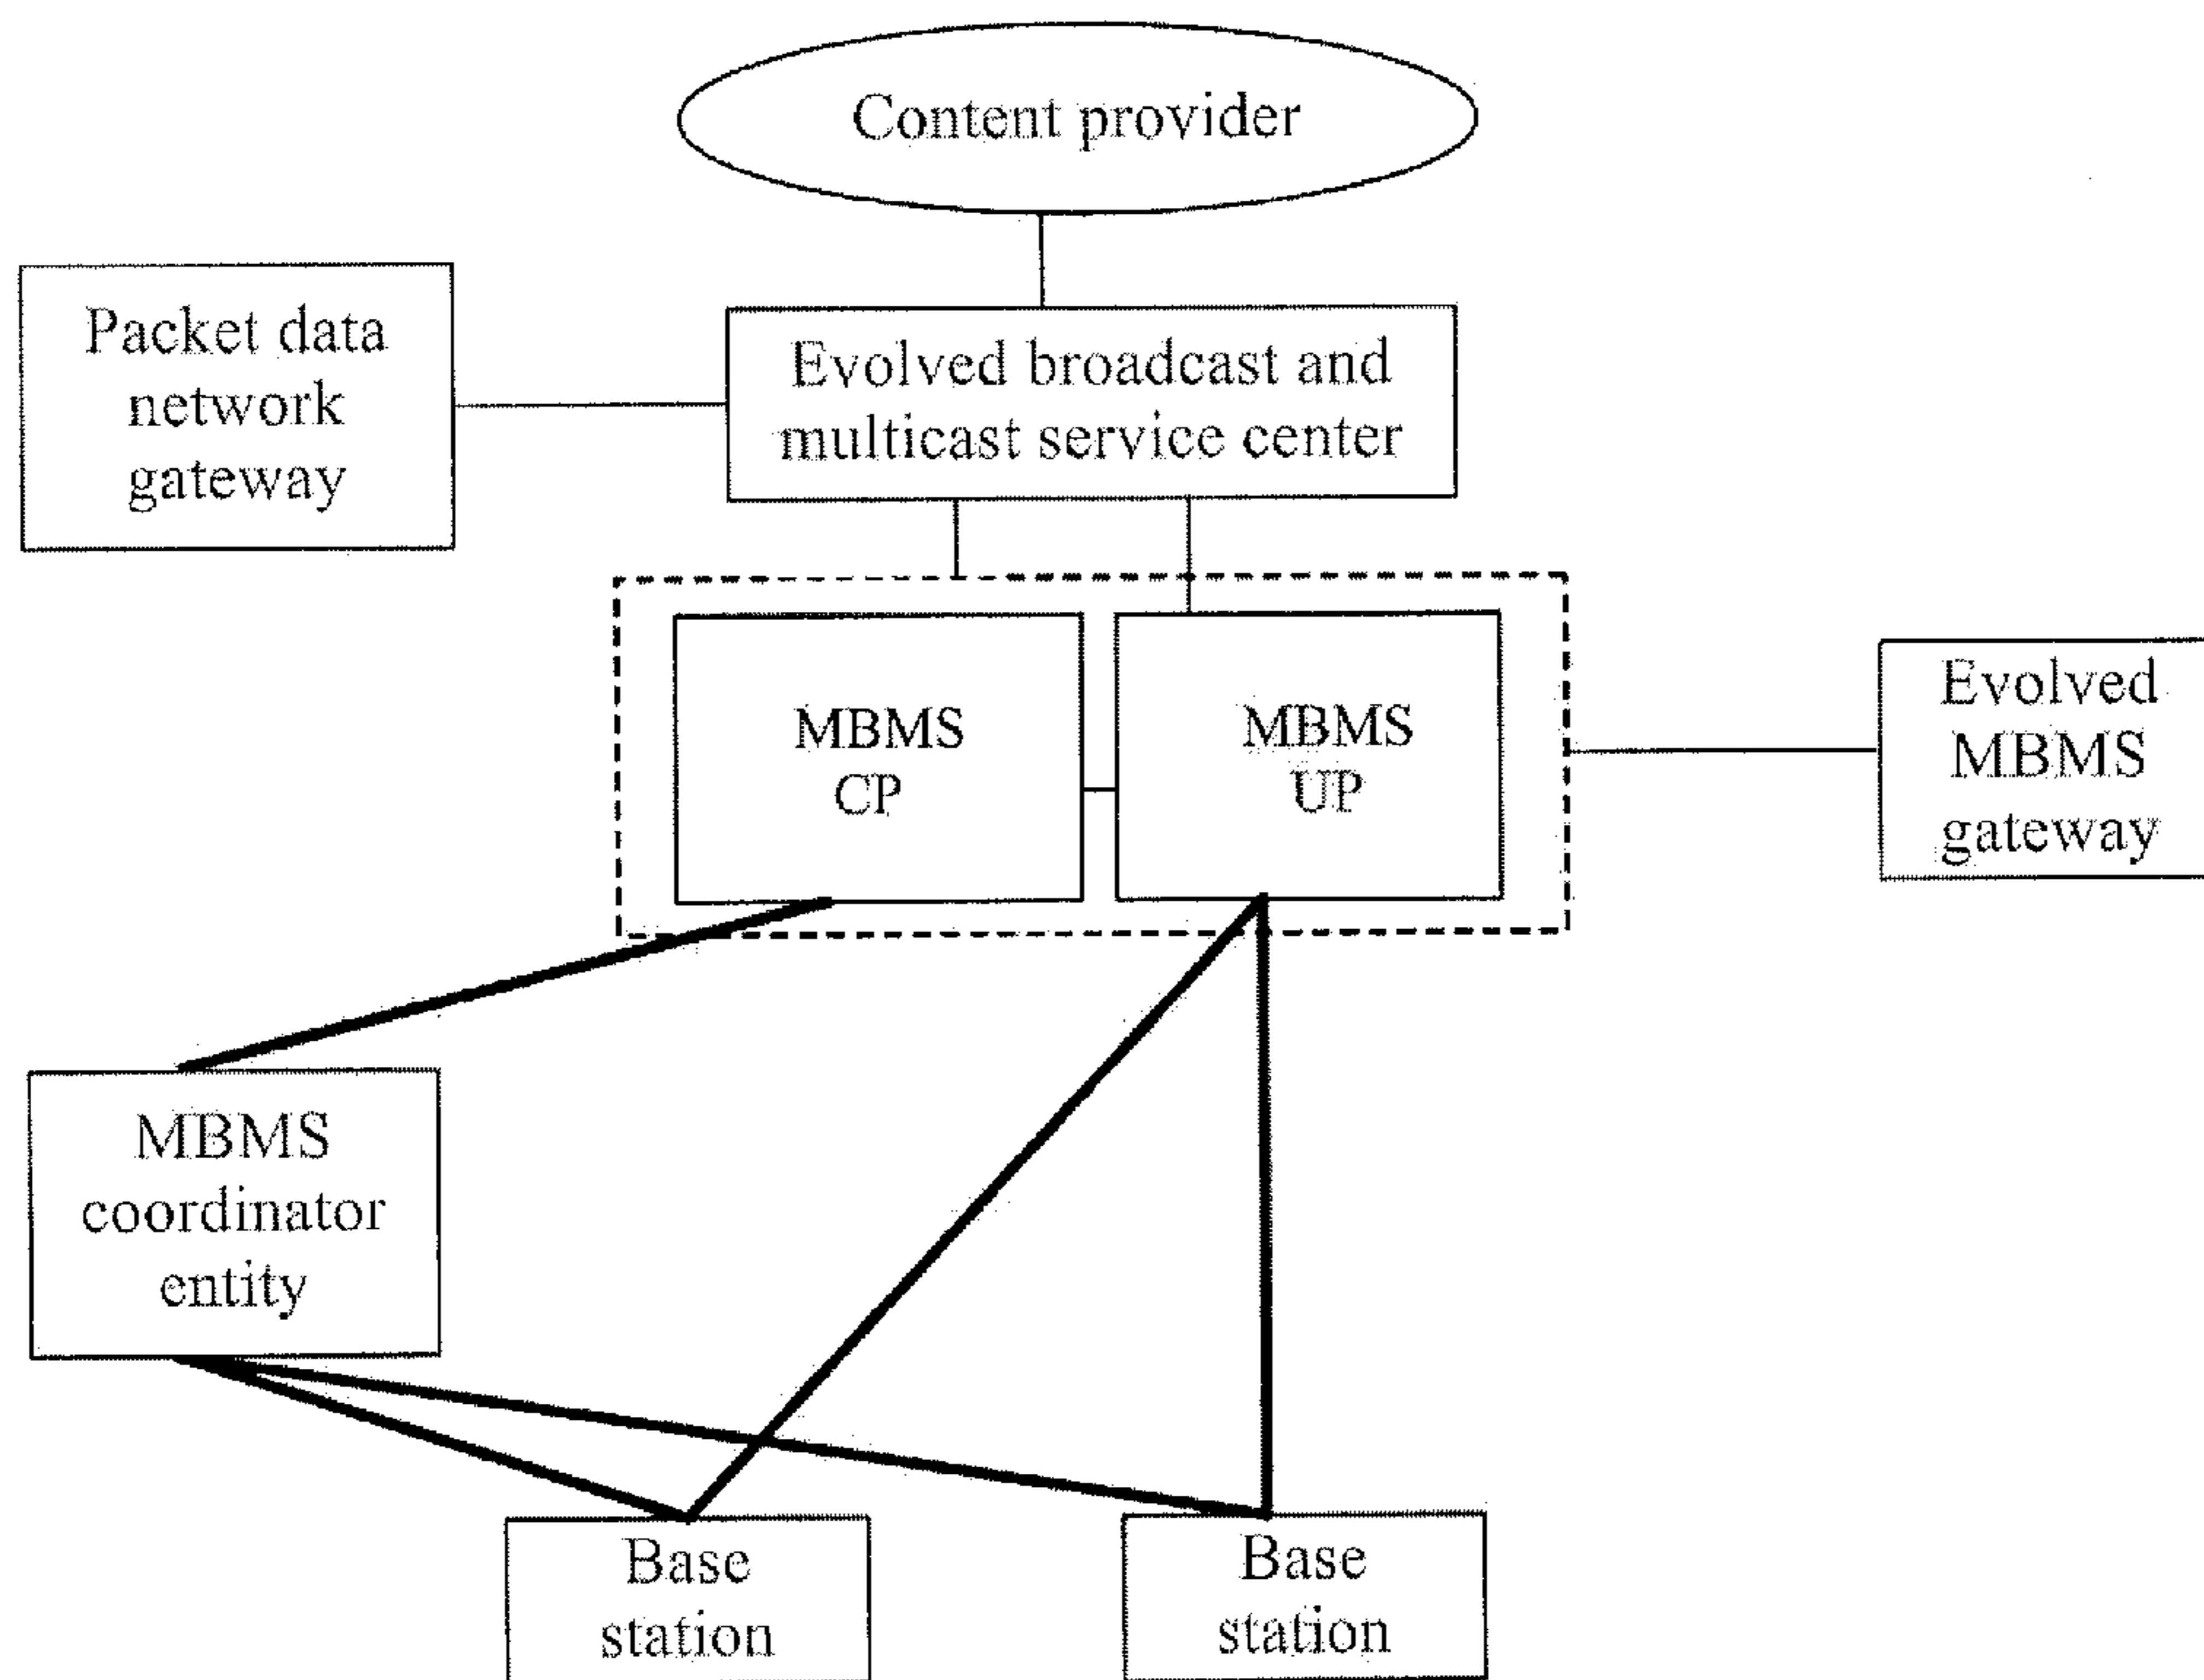 Content provider
Packet data
network
gateway
Evolved broadcast and
multicast service center
MBMS
CP
MBMS
UP
Evolved
MBMS
gateway
MBMS
coordinator
entity
Base
station
Base
station